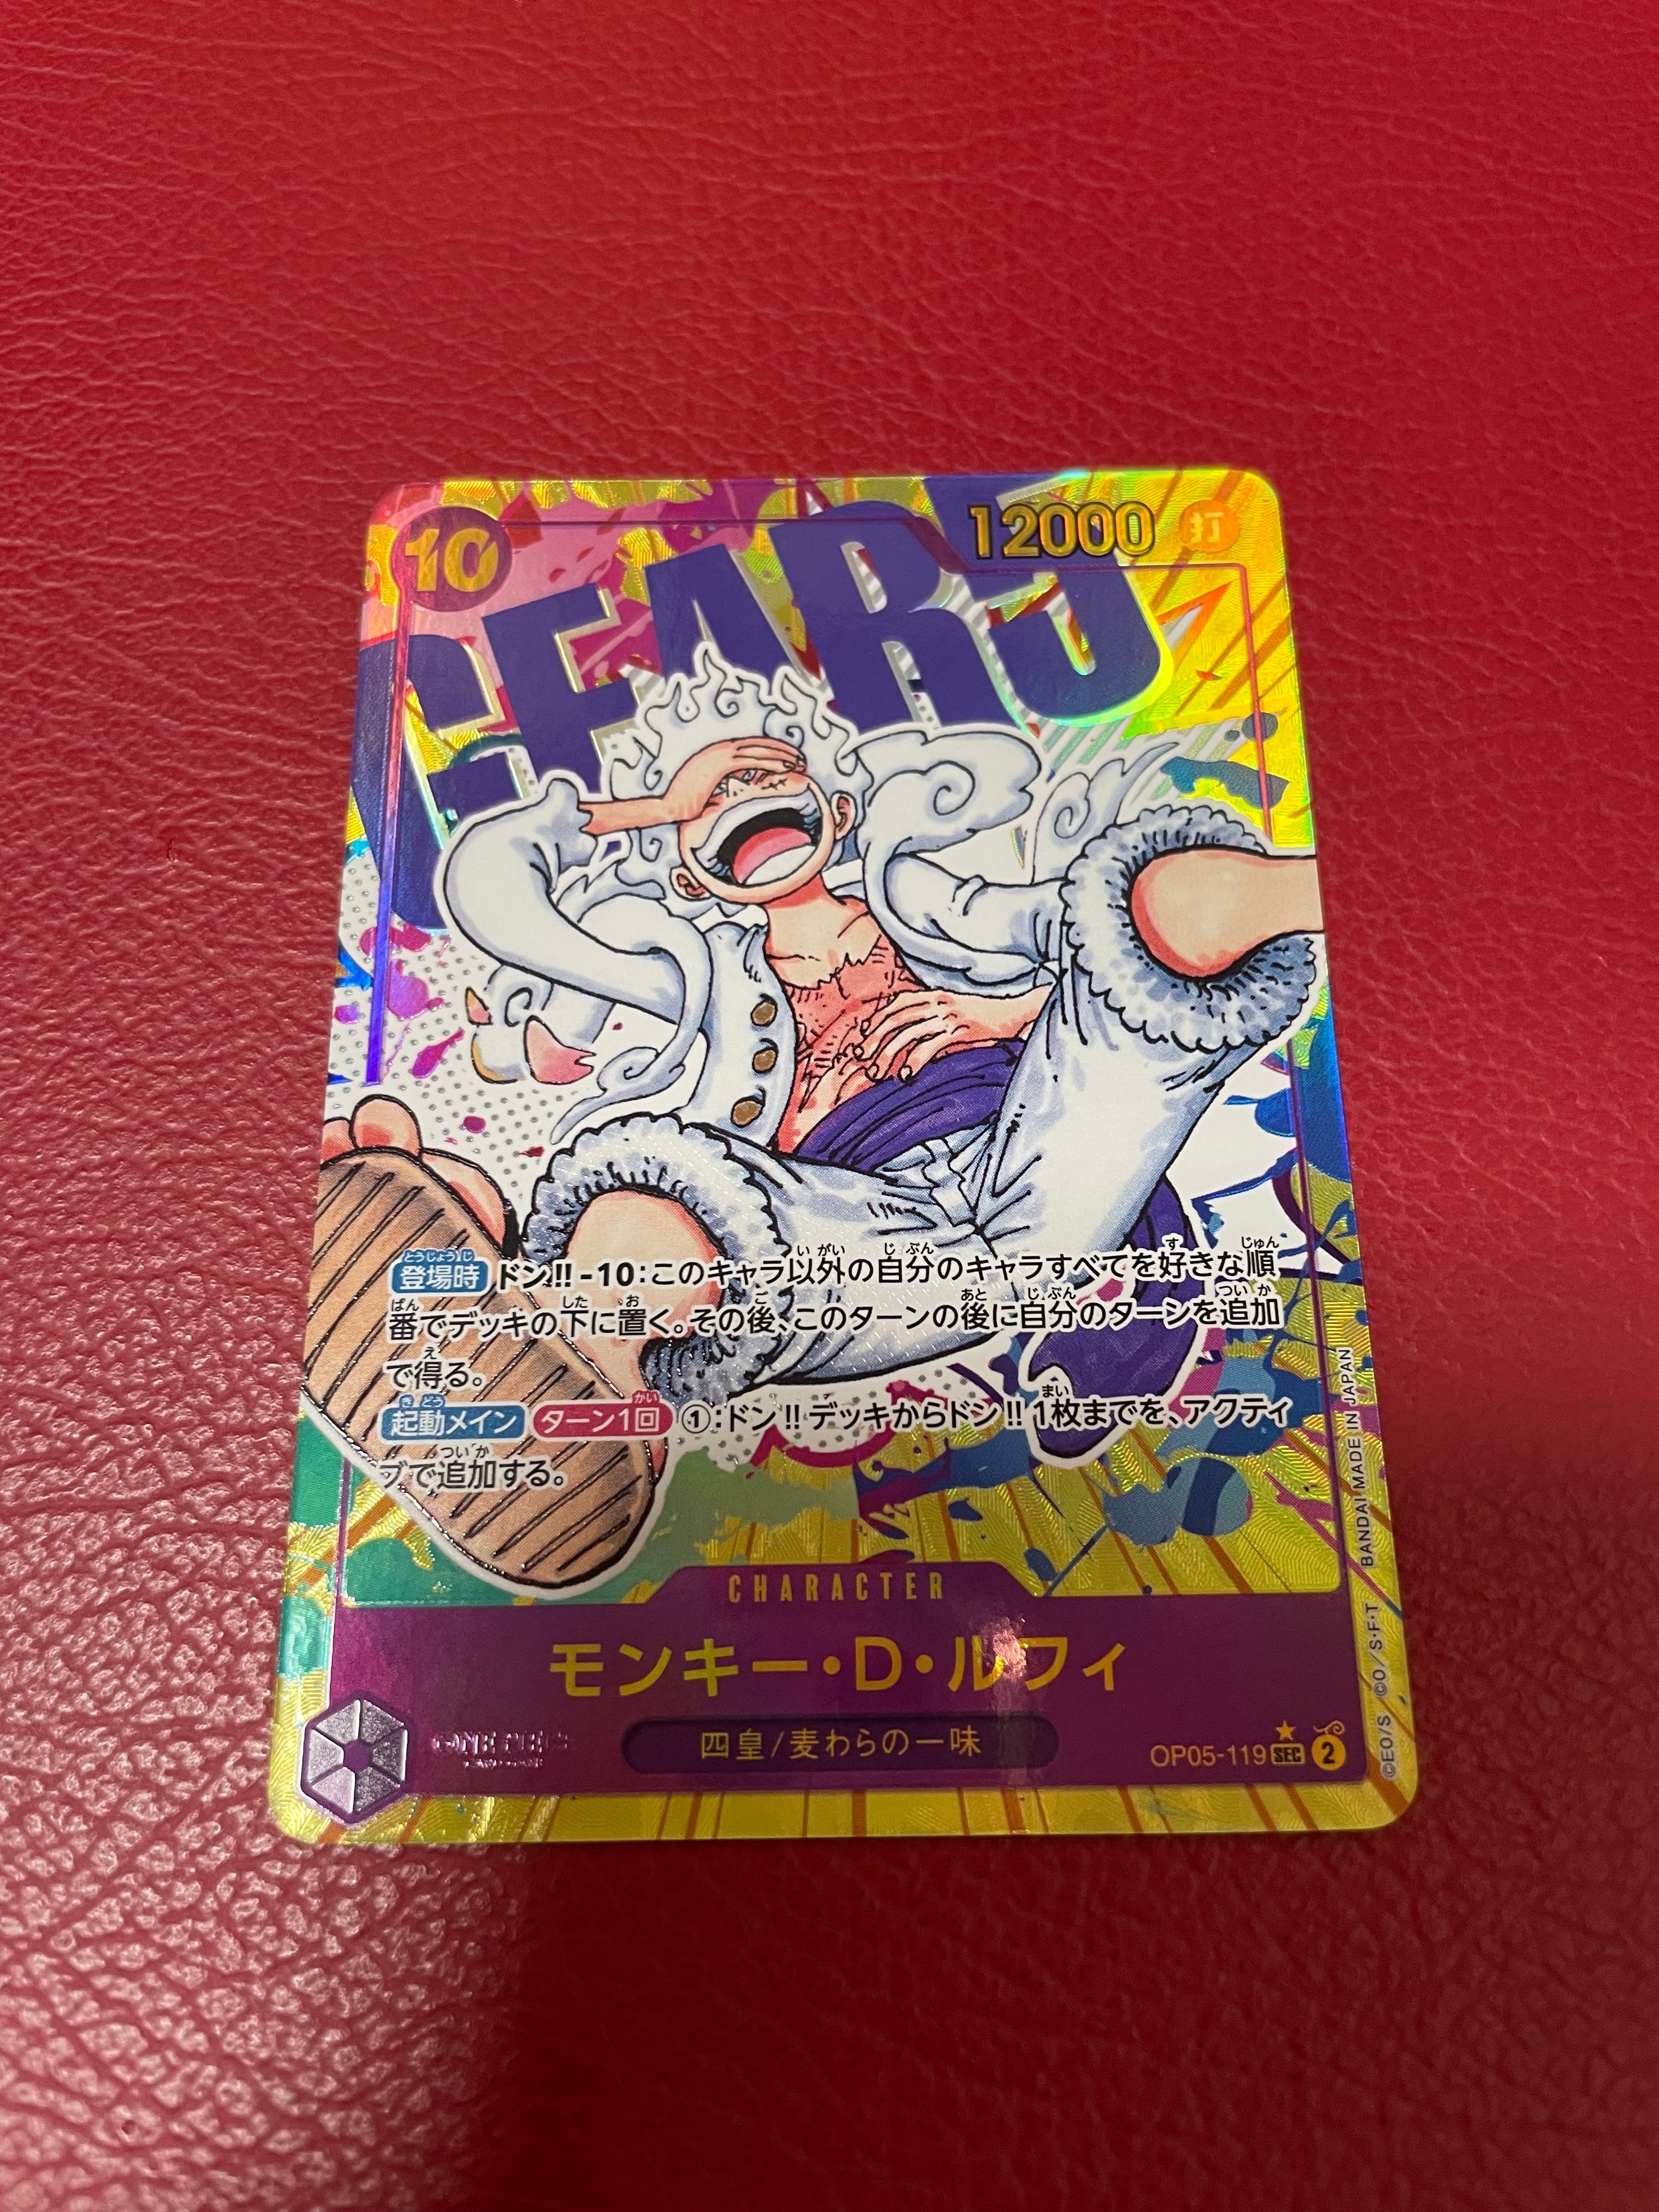 10
12000 打
GEAR5
登場時 ドン!!-10:このキャラ以外の自分のキャラすべてを好きな順
番でデッキの下に置く。その後、このターンの後に自分のターンを追加
で得る。
起動メイン ターン1回 ①:ドン!!デッキからドン!!1枚までを、アクティ
ブで追加する。
CHARACTER
モンキー・D・ルフィ
四皇/麦わらの一味
ONE PIECE
OP05-119 SEC 2
©EO/S ©O/S・F・T BANDAI MADE IN JAPAN